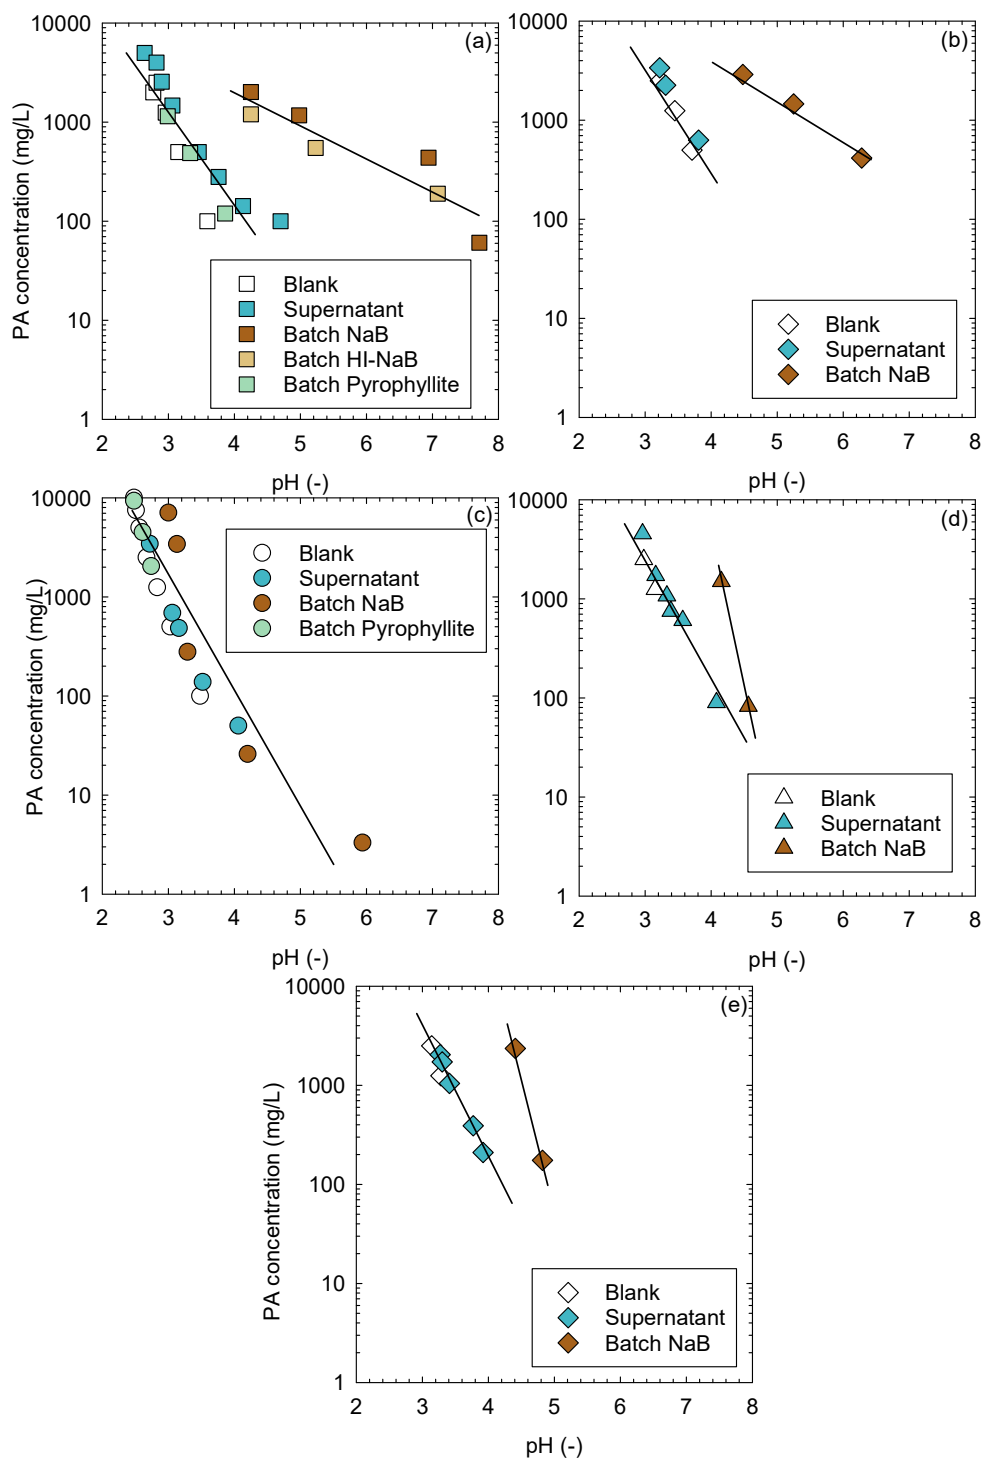 10000
1000
100
10
1
PA concentration (mg/L)
(a)
Blank
Supernatant
Batch NaB
Batch HI-NaB
Batch Pyrophyllite
2 3 4 5 6 7 8
pH (-)
10000
1000
100
10
1
(b)
Blank
Supernatant
Batch NaB
2 3 4 5 6 7 8
pH (-)
10000
1000
100
10
1
PA concentration (mg/L)
(c)
Blank
Supernatant
Batch NaB
Batch Pyrophyllite
2 3 4 5 6 7 8
pH (-)
10000
1000
100
10
1
(d)
Blank
Supernatant
Batch NaB
2 3 4 5 6 7 8
pH (-)
10000
1000
100
10
1
PA concentration (mg/L)
(e)
Blank
Supernatant
Batch NaB
2 3 4 5 6 7 8
pH (-)